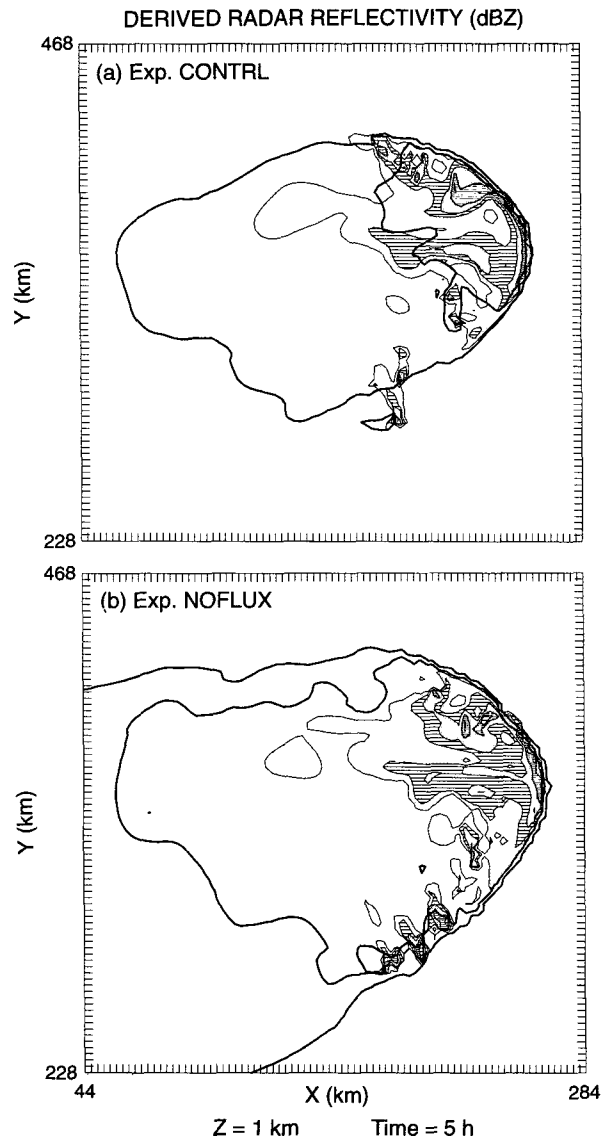 DERIVED RADAR REFLECTIVITY (dBZ)
468
(a) Exp. CONTRL
Y (km)
228
468
(b) Exp. NOFLUX
Y (km)
228
44
X (km)
284
Z = 1 km Time = 5 h